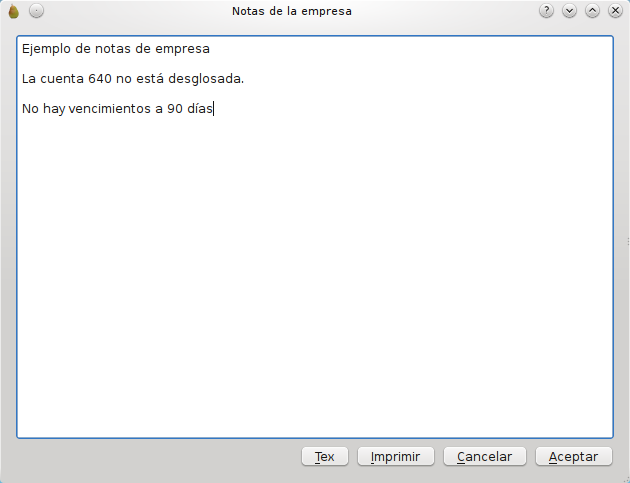 Notas de la empresa
?
Ejemplo de notas de empresa
La cuenta 640 no está desglosada.
No hay vencimientos a 90 días
Tex
Imprimir
Cancelar
Aceptar